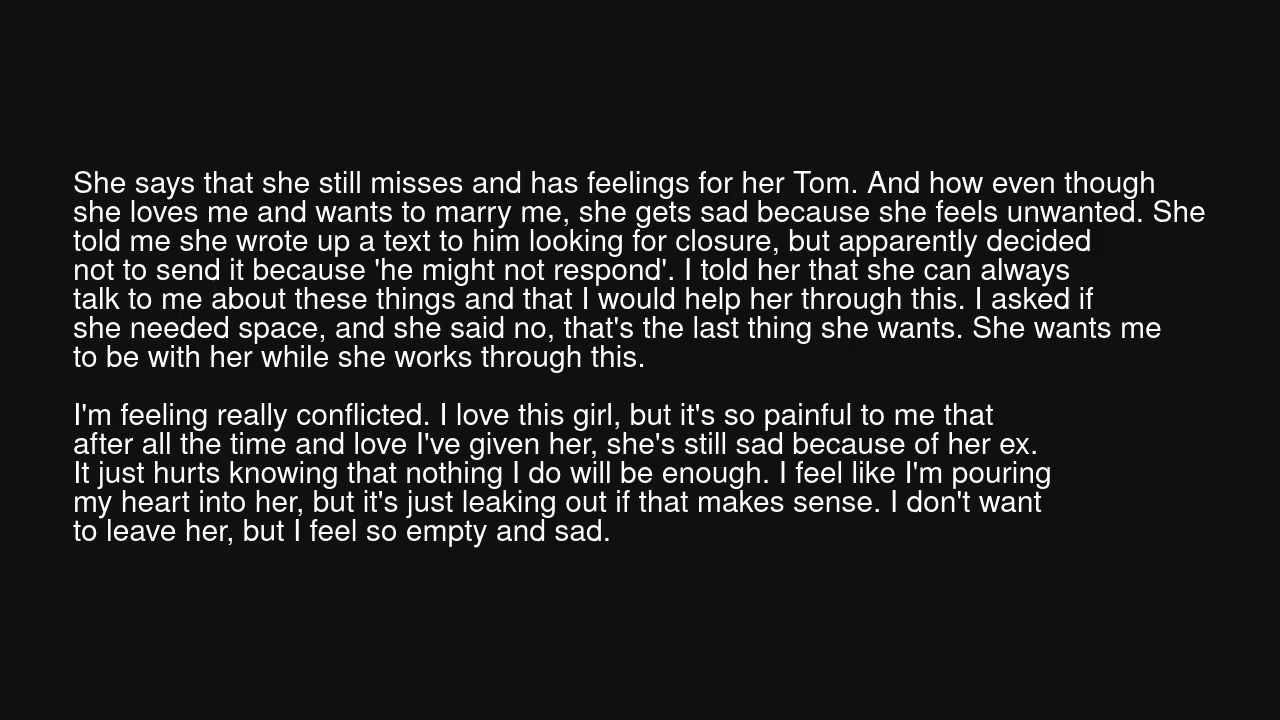 She says that she still misses and has feelings for her Tom. And how even though
she loves me and wants to marry me, she gets sad because she feels unwanted. She
told me she wrote up a text to him looking for closure, but apparently decided
not to send it because 'he might not respond'. I told her that she can always
talk to me about these things and that I would help her through this. I asked if
she needed space, and she said no, that's the last thing she wants. She wants me
to be with her while she works through this.

I'm feeling really conflicted. I love this girl, but it's so painful to me that
after all the time and love I've given her, she's still sad because of her ex.
It just hurts knowing that nothing I do will be enough. I feel like I'm pouring
my heart into her, but it's just leaking out if that makes sense. I don't want
to leave her, but I feel so empty and sad.